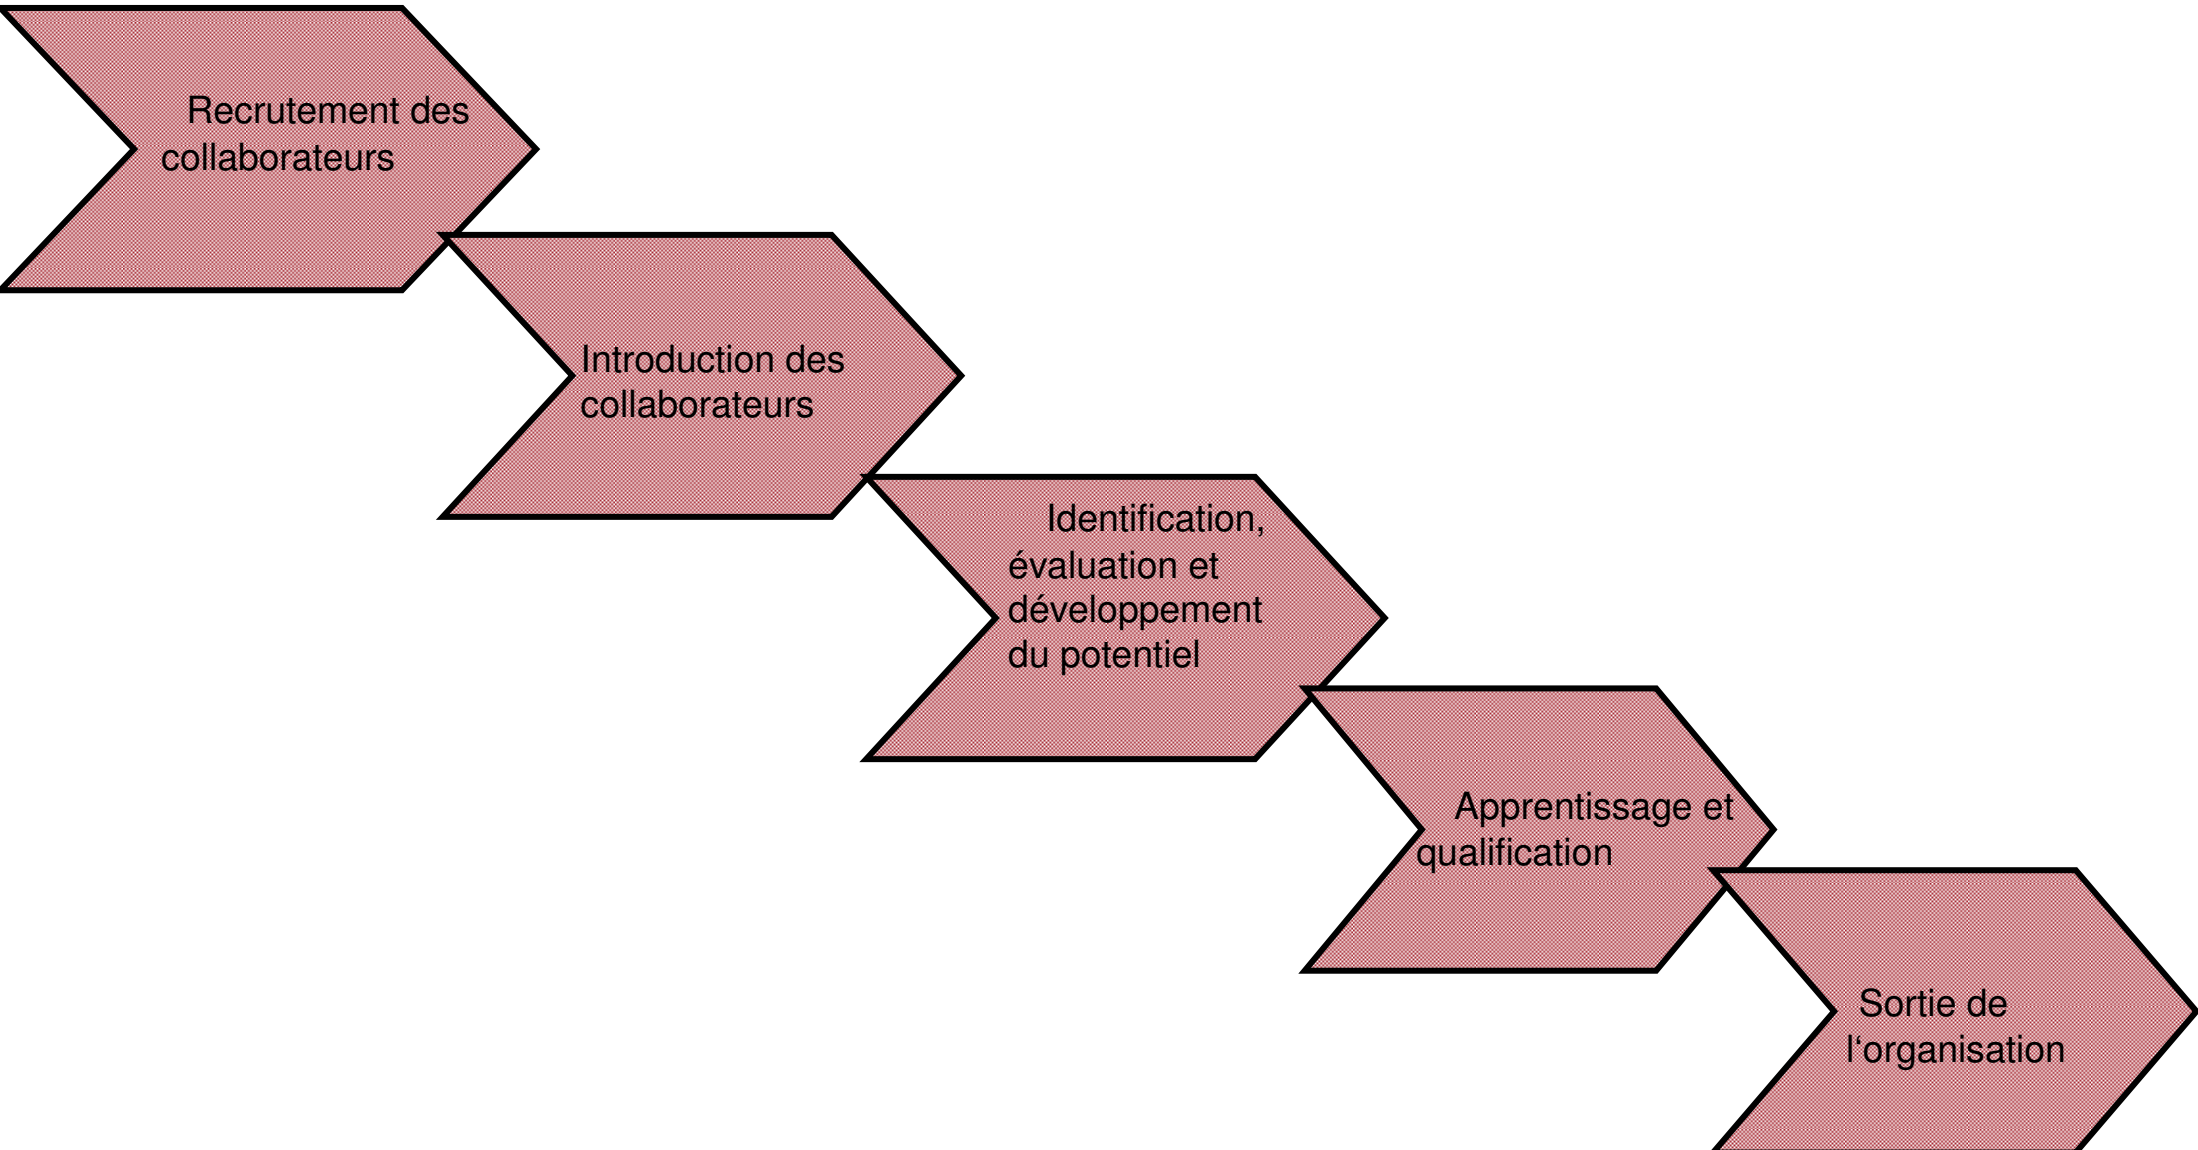 Recrutement des
collaborateurs
Introduction des
collaborateurs
Identification,
évaluation et
développement
du potentiel
Apprentissage et
qualification
Sortie de
l‘organisation